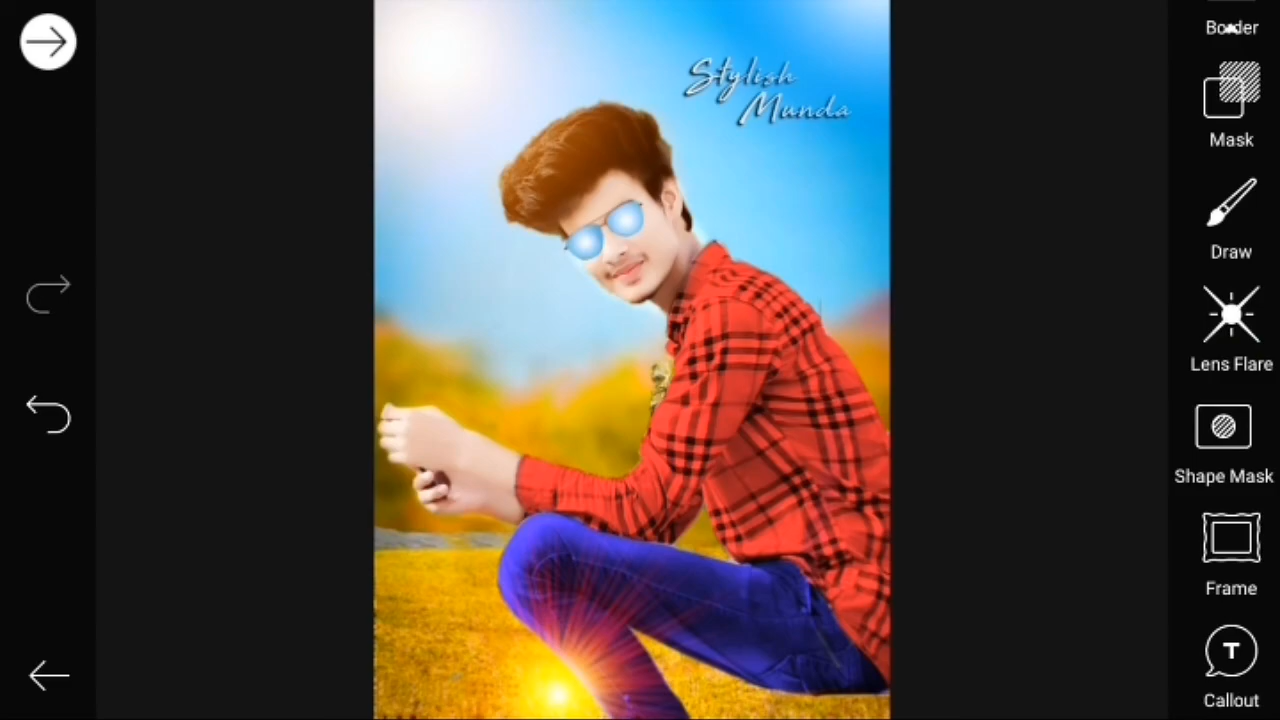 Stylish
Munda
Border
Mask
Draw
Lens Flare
Shape Mask
Frame
T
Callout